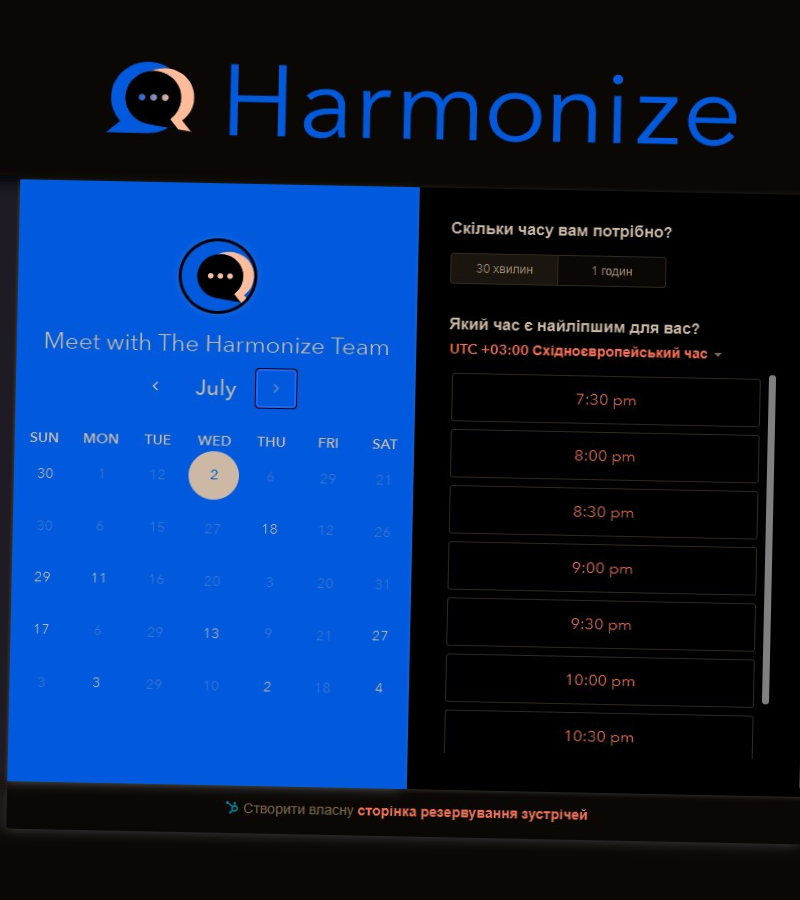 Harmonize
Meet with The Harmonize Team
July
SUN MON TUE WED THU FRI SAT
30 1 12 2 6 29 21
30 6 15 27 18 12 26
29 11 16 20 3 20 31
17 6 29 13 9 21 27
3 3 29 10 2 18 4
Скільки часу вам потрібно?
30 хвилин 1 годин
Який час є найліпшим для вас?
UTC +03:00 Східноєвропейський час
7:30 pm
8:00 pm
8:30 pm
9:00 pm
9:30 pm
10:00 pm
10:30 pm
Створити власну сторінка резервування зустрічей